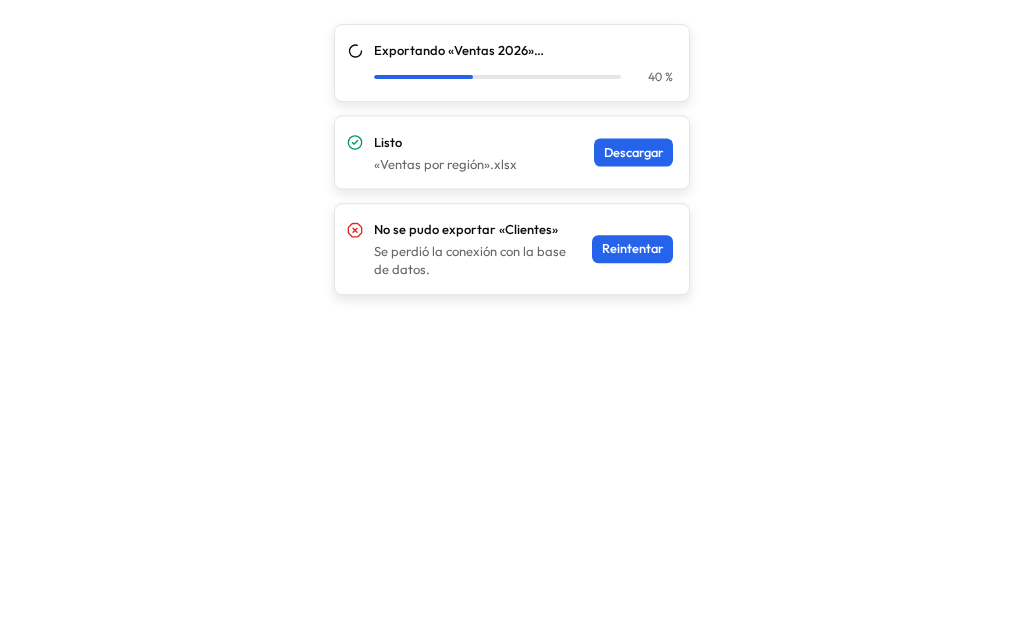 Exportando «Ventas 2026»…
40 %
Listo
«Ventas por región».xlsx
Descargar
No se pudo exportar «Clientes»
Se perdió la conexión con la base
de datos.
Reintentar